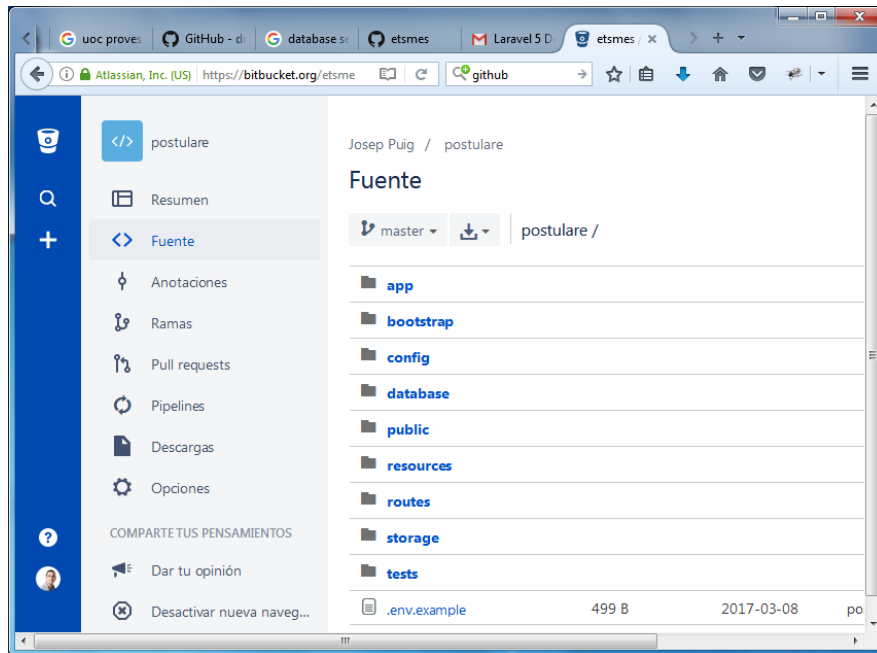 uoc proves
GitHub - dr
database se
etsmes
Laravel 5 D
etsmes /
Atlassian, Inc. (US)
https://bitbucket.org/etsme
github
postulare
Resumen
Fuente
Anotaciones
Ramas
Pull requests
Pipelines
Descargas
Opciones
COMPARTE TUS PENSAMIENTOS
Dar tu opinión
Desactivar nueva naveg...
Josep Puig / postulare
Fuente
master
postulare /
app
bootstrap
config
database
public
resources
routes
storage
tests
.env.example 499 B 2017-03-08 po